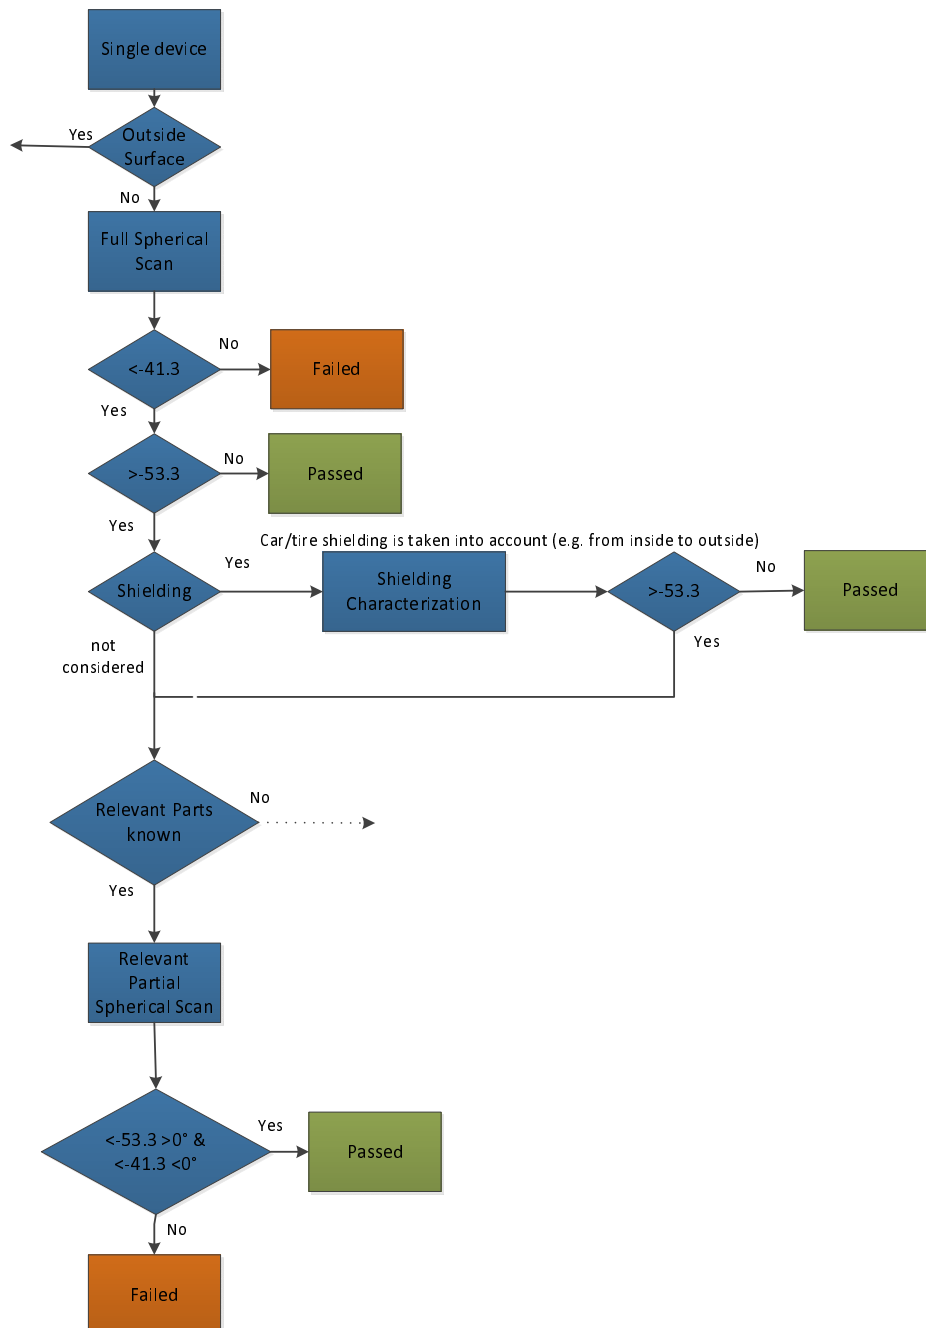 Single device
Yes
Outside
Surface
No
Full Spherical
Scan
<-41.3
No
Failed
Yes
>-53.3
No
Passed
Yes
Car/tire shielding is taken into account (e.g. from inside to outside)
Shielding
Yes
Shielding
Characterization
>-53.3
No
Passed
not
considered
Yes
Relevant Parts
known
No
Yes
Relevant
Partial
Spherical Scan
<-53.3 >0° &
<-41.3 <0°
Yes
Passed
No
Failed